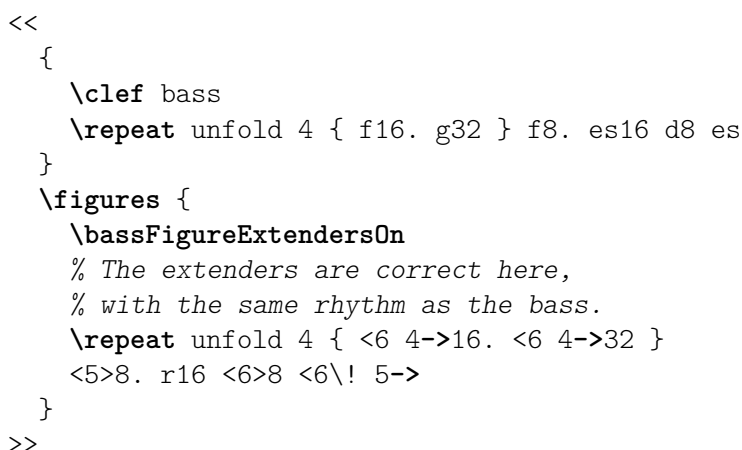 <<
  {
    \clef bass
    \repeat unfold 4 { f16. g32 } f8. es16 d8 es
  }
  \figures {
    \bassFigureExtendersOn
    % The extenders are correct here,
    % with the same rhythm as the bass.
    \repeat unfold 4 { <6 4->16. <6 4->32 }
    <5>8. r16 <6>8 <6\! 5->
  }
>>